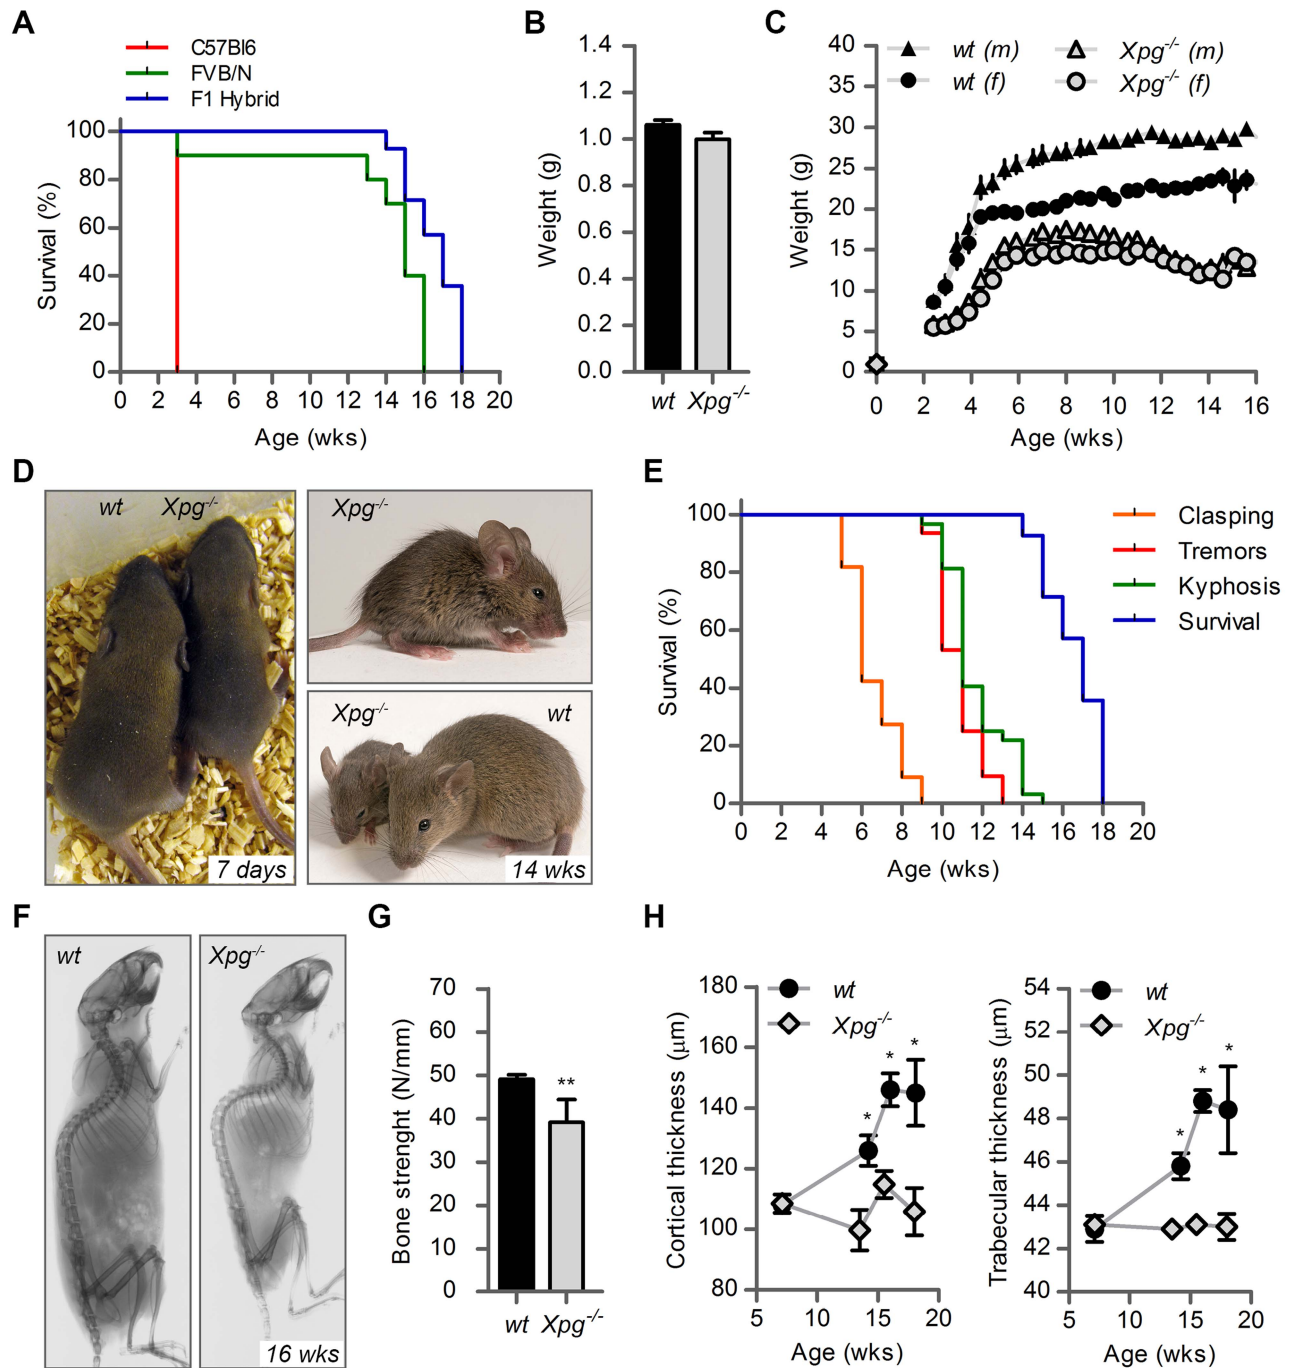 A
C57Bl6
FVB/N
F1 Hybrid
Survival (%)
100
80
60
40
20
0
0 2 4 6 8 10 12 14 16 18 20
Age (wks)
B
Weight (g)
1.4
1.2
1.0
0.8
0.6
0.4
0.2
0.0
wt Xpg-/-
C
wt (m) Xpg-/- (m)
wt (f) Xpg-/- (f)
Weight (g)
40
35
30
25
20
15
10
5
0
0 2 4 6 8 10 12 14 16
Age (wks)
D
wt Xpg-/-
7 days
Xpg-/-
Xpg-/- wt
14 wks
E
Clasping
Tremors
Kyphosis
Survival
Survival (%)
100
80
60
40
20
0
0 2 4 6 8 10 12 14 16 18 20
Age (wks)
F
wt
Xpg-/-
16 wks
G
Bone strenght (N/mm)
70
60
50
40
30
20
10
0
**
wt Xpg-/-
H
wt
Xpg-/-
Cortical thickness (μm)
180
160
140
120
100
80
* * *
5 10 15 20
Age (wks)
wt
Xpg-/-
Trabecular thickness (μm)
54
52
50
48
46
43
42
40
* * *
5 10 15 20
Age (wks)